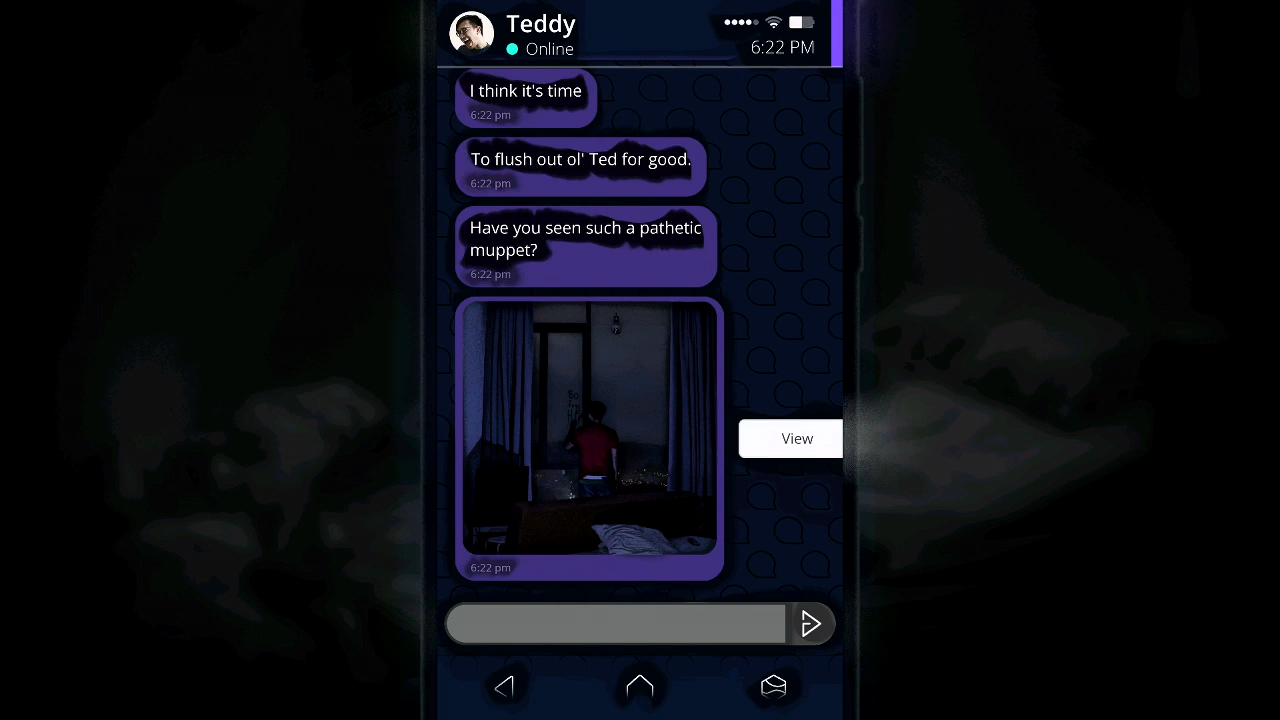 Teddy
Online
6:22 PM
I think it's time
6:22 pm
To flush out ol' Ted for good.
6:22 pm
Have you seen such a pathetic
muppet?
6:22 pm
View
6:22 pm